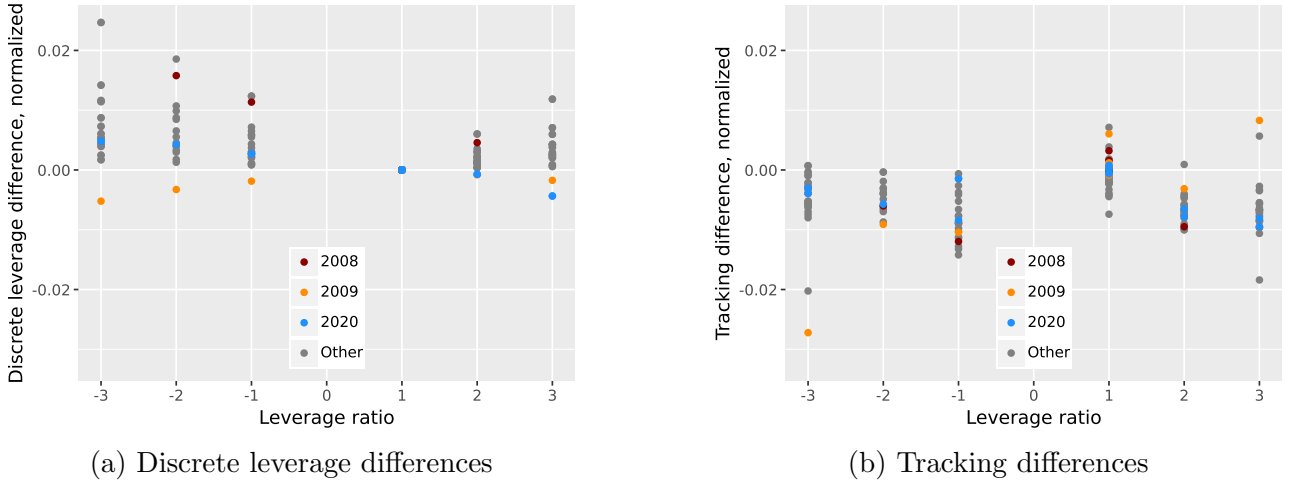 Discrete leverage difference, normalized
0.02
0.00
-0.02
2008
2009
2020
Other
-3 -2 -1 0 1 2 3
Leverage ratio
(a) Discrete leverage differences
Tracking difference, normalized
0.02
0.00
-0.02
2008
2009
2020
Other
-3 -2 -1 0 1 2 3
Leverage ratio
(b) Tracking differences